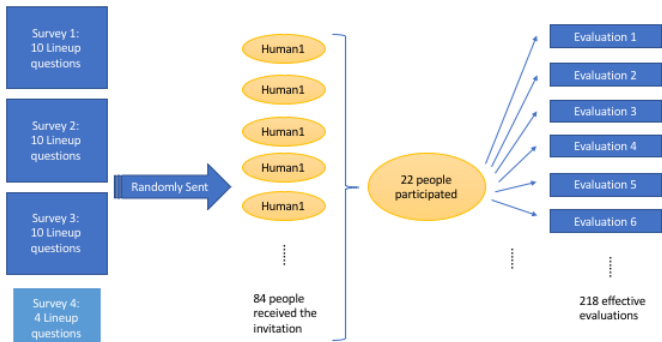 Survey 1:
10 Lineup
questions
Survey 2:
10 Lineup
questions
Survey 3:
10 Lineup
questions
Survey 4:
4 Lineup
questions
Randomly Sent
Human1
Human1
Human1
Human1
Human1
84 people
received the
invitation
22 people
participated
Evaluation 1
Evaluation 2
Evaluation 3
Evaluation 4
Evaluation 5
Evaluation 6
218 effective
evaluations